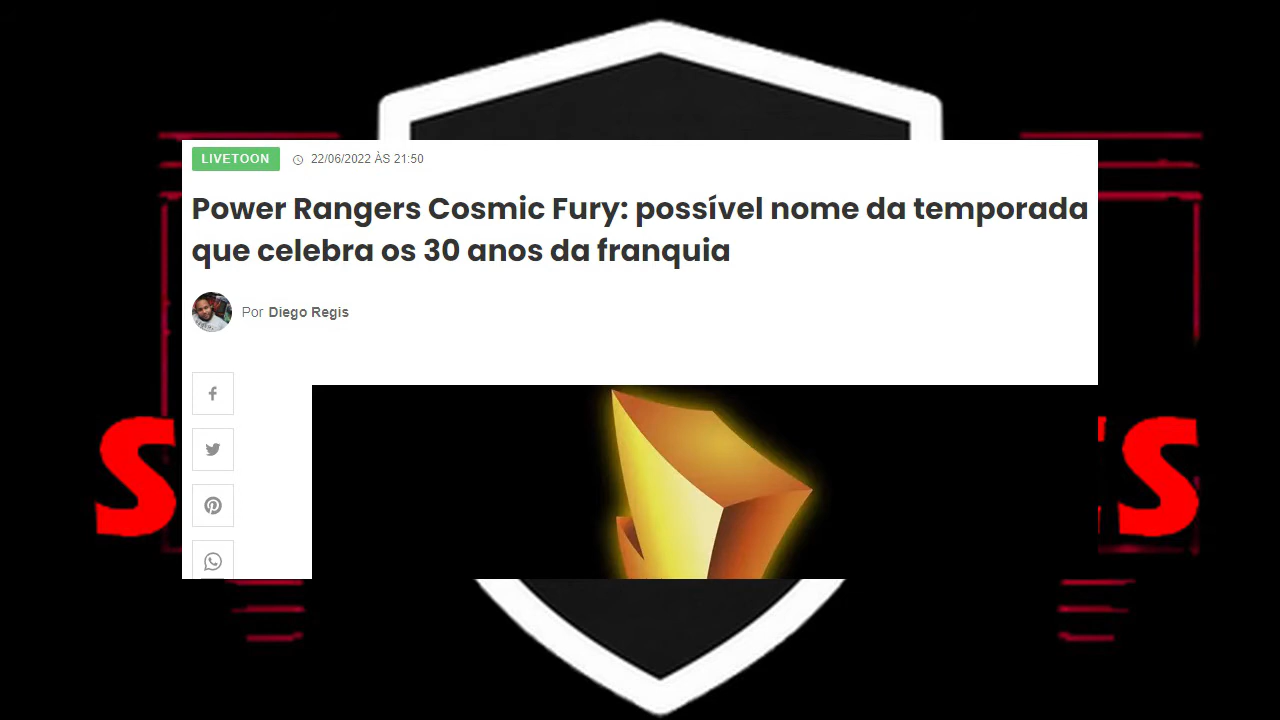 LIVETOON 22/06/2022 ÀS 21:50
Power Rangers Cosmic Fury: possível nome da temporada
que celebra os 30 anos da franquia
Por Diego Regis
S S